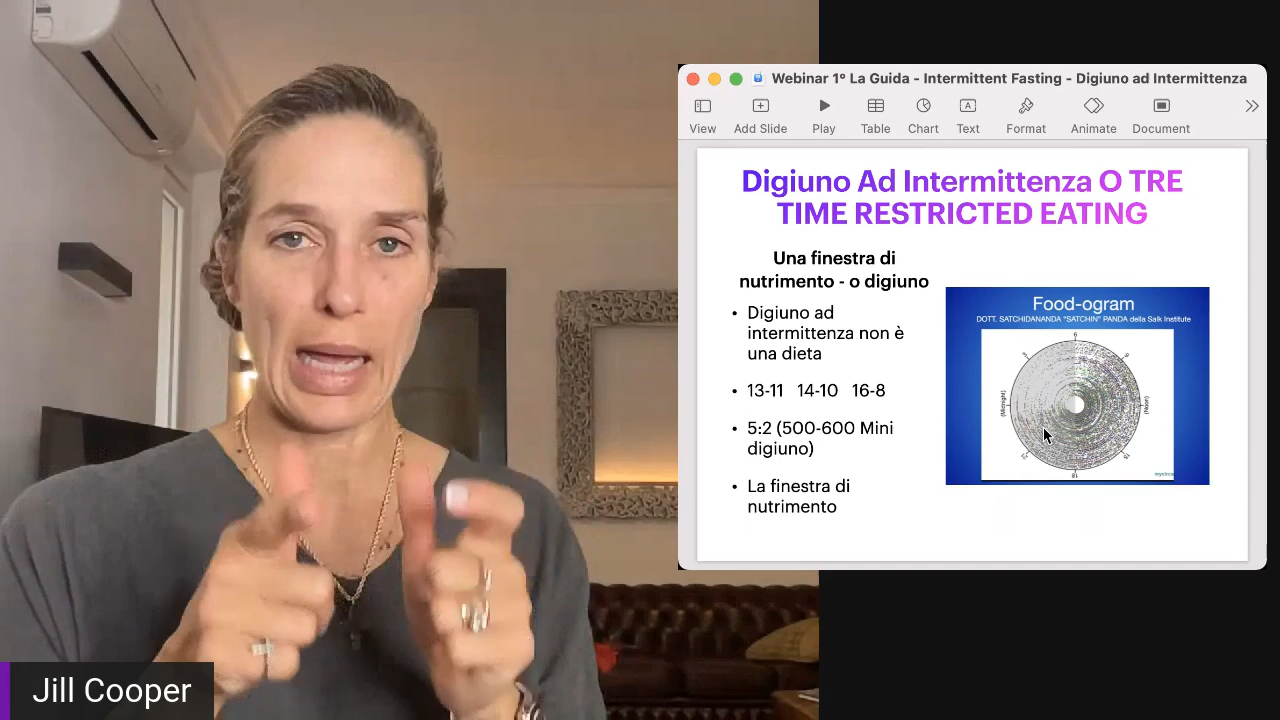 Webinar 1° La Guida - Intermittent Fasting - Digiuno ad Intermittenza
View Add Slide Play Table Chart Text Format Animate Document
Digiuno Ad Intermittenza O TRE
TIME RESTRICTED EATING
Una finestra di
nutrimento - o digiuno
• Digiuno ad
intermittenza non è
una dieta
• 13-11 14-10 16-8
• 5:2 (500-600 Mini
digiuno)
• La finestra di
nutrimento
Food-ogram
DOTT. SATCHIDANANDA "SATCHIN" PANDA della Salk Institute
(Midnight)
(Noon)
Jill Cooper